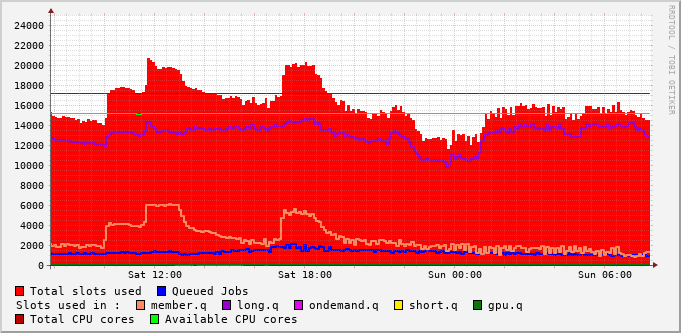 RRDTOOL / TOBI OETIKER
24000
22000
20000
18000
16000
14000
12000
10000
8000
6000
4000
2000
0
Sat 12:00 Sat 18:00 Sun 00:00 Sun 06:00
Total slots used Queued Jobs
Slots used in : member.q long.q ondemand.q short.q gpu.q
Total CPU cores Available CPU cores